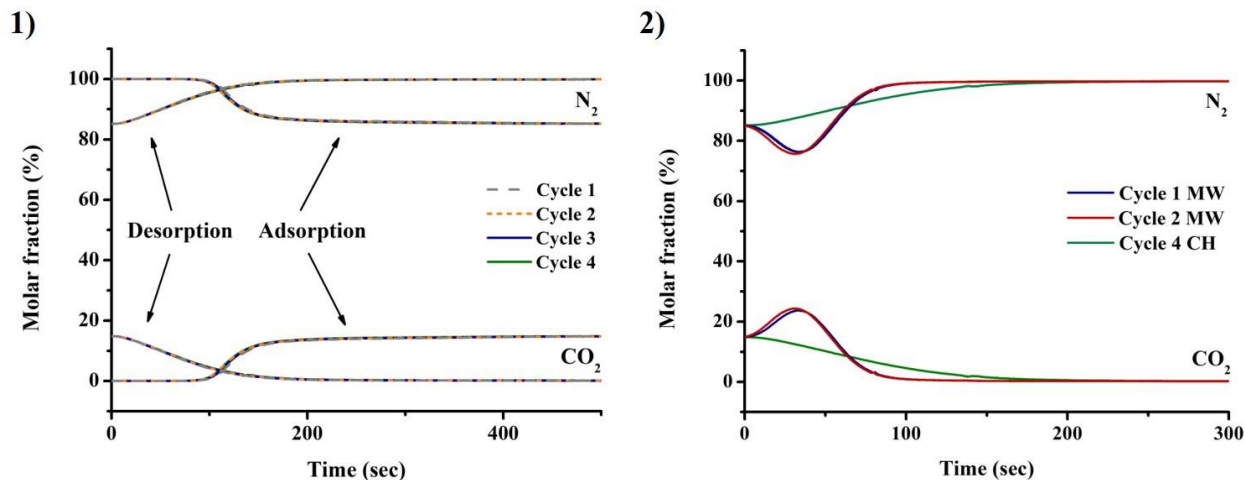 1)
Molar fraction (%)
100
80
60
40
20
0
N2
Cycle 1
Cycle 2
Cycle 3
Cycle 4
Desorption
Adsorption
CO2
0
200
400
Time (sec)
2)
Molar fraction (%)
100
80
60
40
20
0
N2
Cycle 1 MW
Cycle 2 MW
Cycle 4 CH
CO2
0
100
200
300
Time (sec)